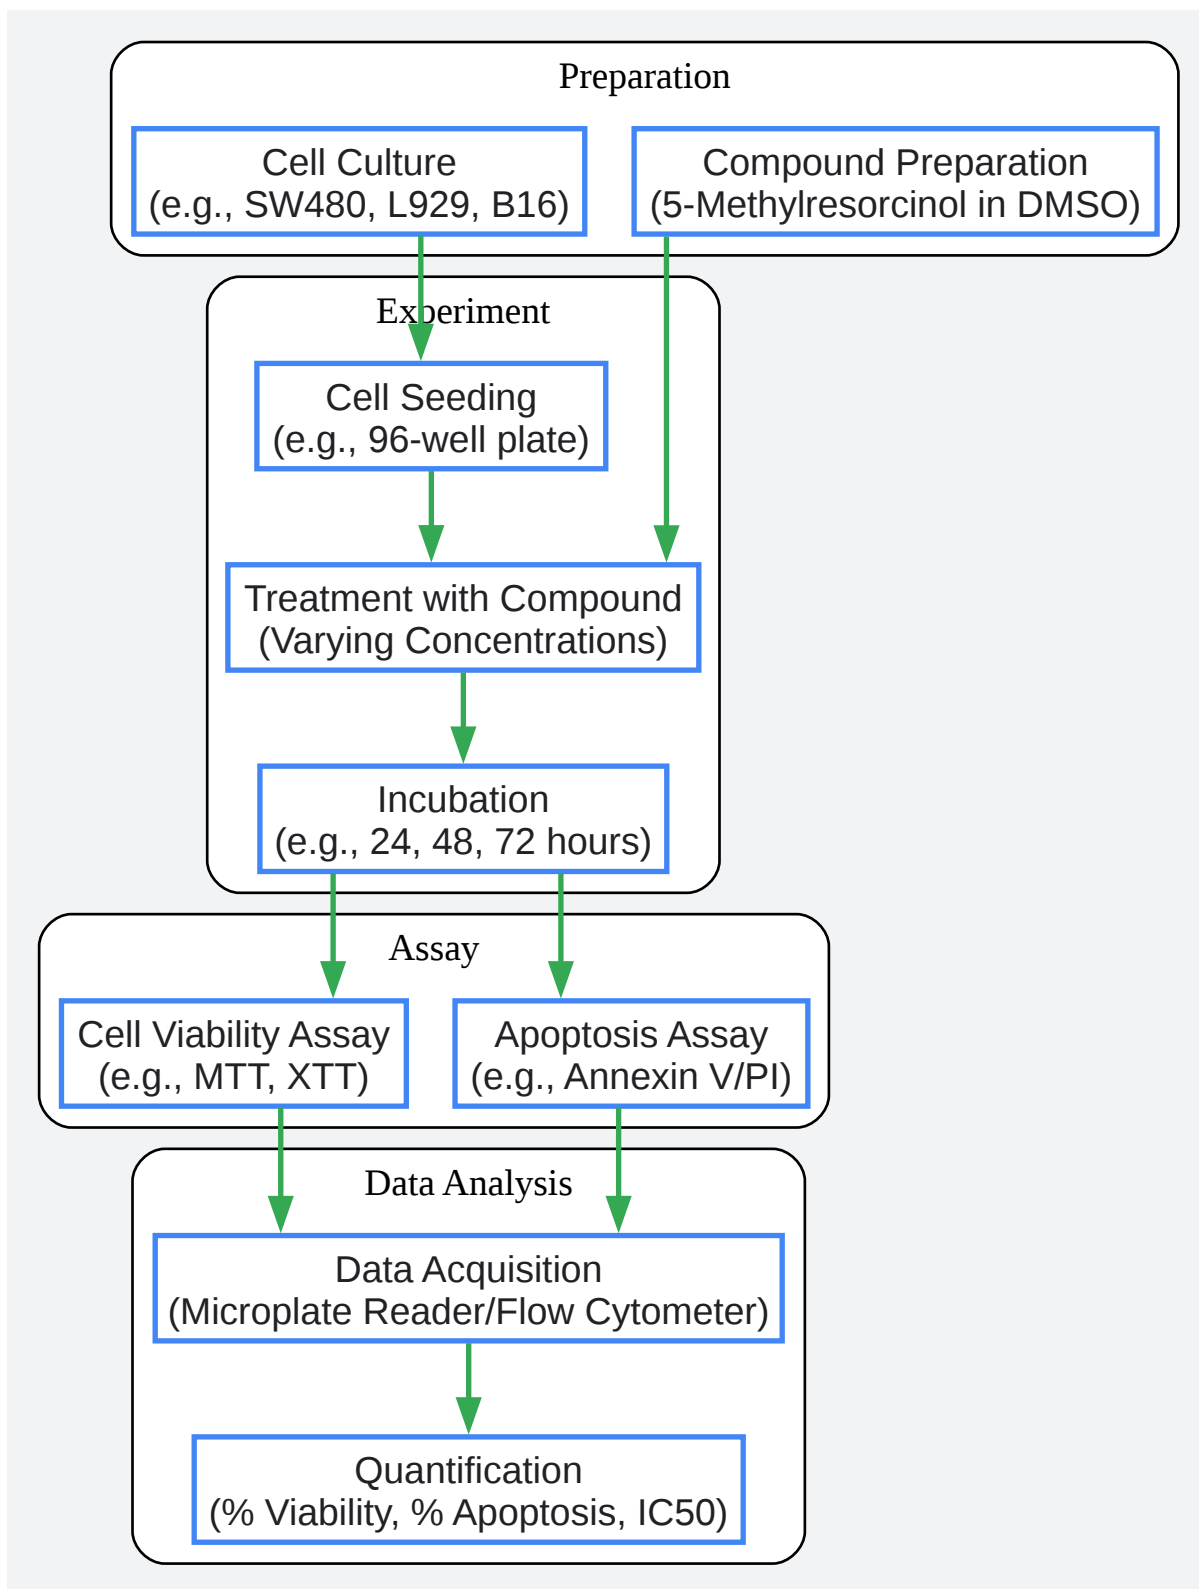 Preparation
Cell Culture
(e.g., SW480, L929, B16)
Compound Preparation
(5-Methylresorcinol in DMSO)
Experiment
Cell Seeding
(e.g., 96-well plate)
Treatment with Compound
(Varying Concentrations)
Incubation
(e.g., 24, 48, 72 hours)
Assay
Cell Viability Assay
(e.g., MTT, XTT)
Apoptosis Assay
(e.g., Annexin V/PI)
Data Analysis
Data Acquisition
(Microplate Reader/Flow Cytometer)
Quantification
(% Viability, % Apoptosis, IC50)